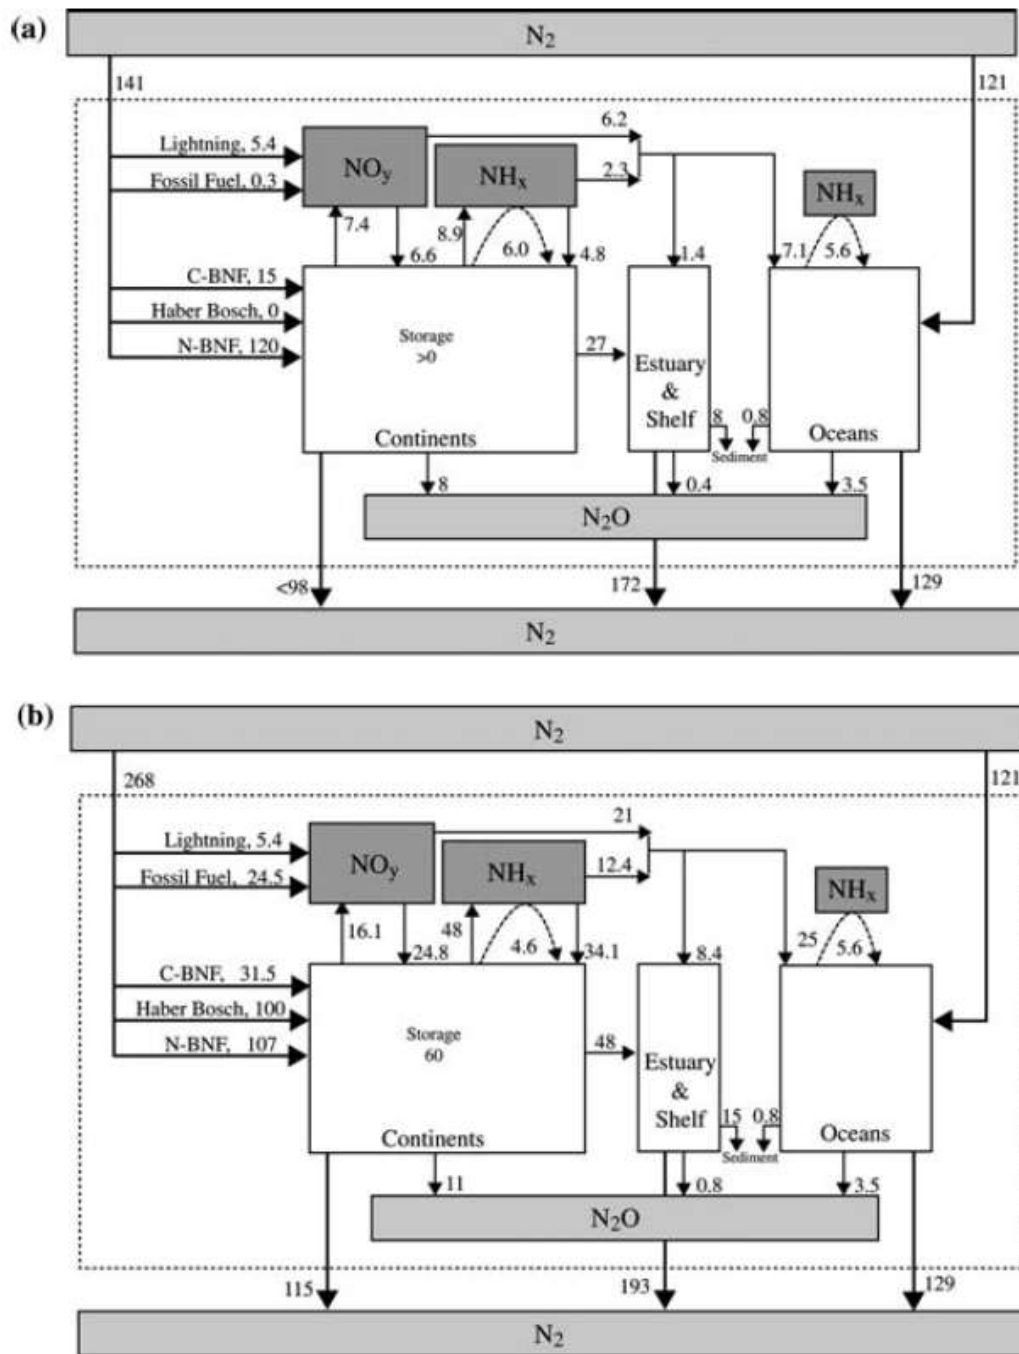 (a)
N2
141
121
Lightning, 5.4
Fossil Fuel, 0.3
NOy
NHx
6.2
2.3
NHx
7.4
6.6
8.9
6.0
4.8
1.4
7.1
5.6
C-BNF, 15
Haber Bosch, 0
N-BNF, 120
Storage
>0
27
Estuary
&
Shelf
Continents
8
0.8
Sediment
Oceans
8
0.4
3.5
N2O
<98
172
129
N2
(b)
N2
268
121
Lightning, 5.4
Fossil Fuel, 24.5
NOy
NHx
21
12.4
NHx
16.1
24.8
48
4.6
34.1
8.4
25
5.6
C-BNF, 31.5
Haber Bosch, 100
N-BNF, 107
Storage
60
48
Estuary
&
Shelf
Continents
15
0.8
Sediment
Oceans
11
0.8
3.5
N2O
115
193
129
N2